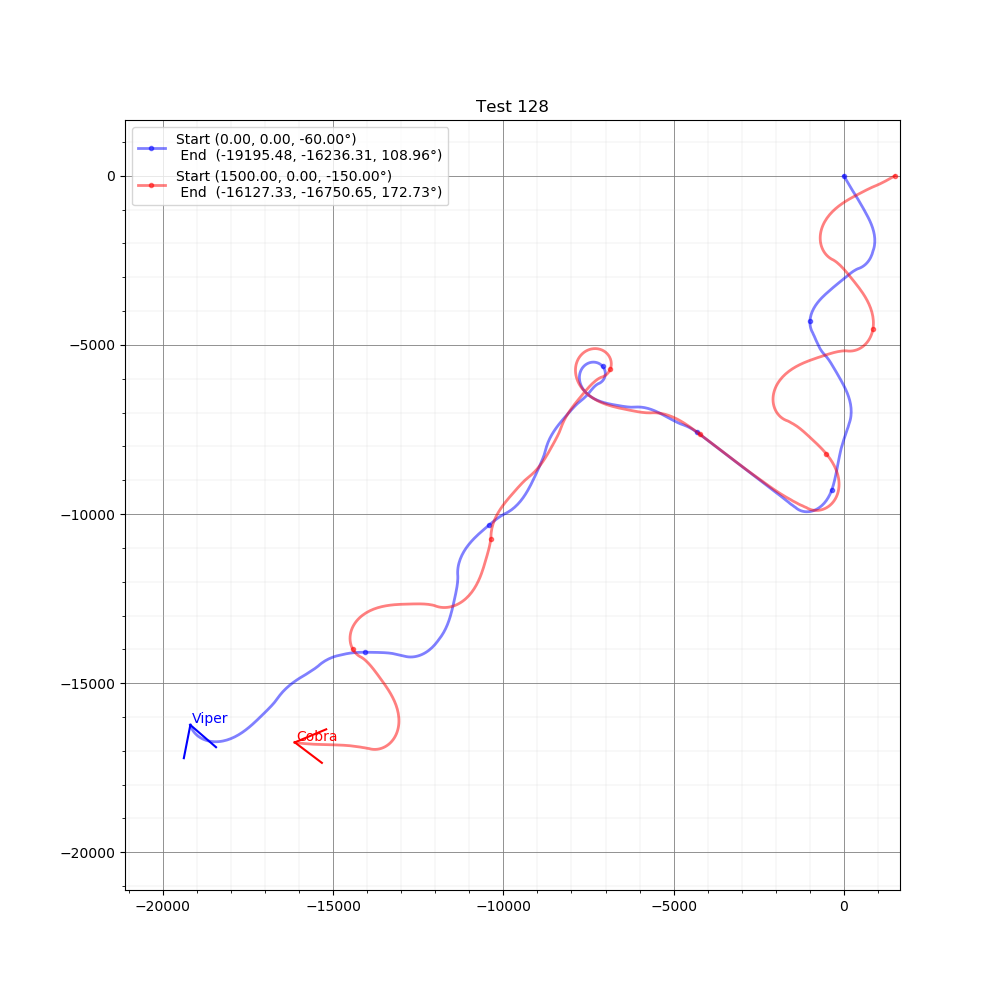 Test 128
Start (0.00, 0.00, -60.00°)
End (-19195.48, -16236.31, 108.96°)
Start (1500.00, 0.00, -150.00°)
End (-16127.33, -16750.65, 172.73°)
0
−5000
−10000
−15000
−20000
Viper
Cobra
−20000
−15000
−10000
−5000
0